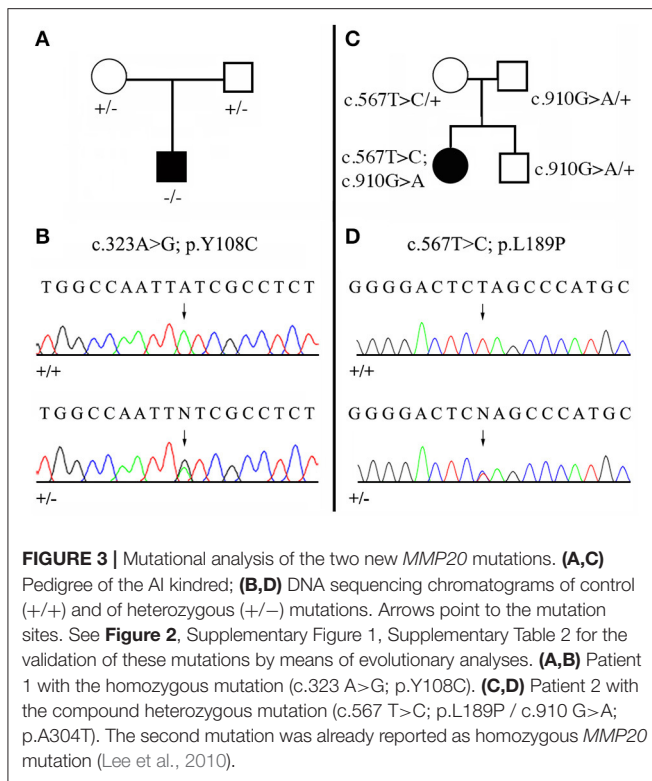 A
+/-
+/-
-/-
B
c.323A>G; p.Y108C
TGGCCAATTATCGCCTCT
+/+
TGGCCAATTNTCGCCTCT
+/-
C
c.567T>C/+
c.910G>A/+
c.567T>C;
c.910G>A
c.910G>A/+
D
c.567T>C; p.L189P
GGGGACTCTAGCCCATGC
+/+
GGGGACTCNAGCCCATGC
+/-
FIGURE 3 | Mutational analysis of the two new MMP20 mutations. (A,C)
Pedigree of the AI kindred; (B,D) DNA sequencing chromatograms of control
(+/+) and of heterozygous (+/−) mutations. Arrows point to the mutation
sites. See Figure 2, Supplementary Figure 1, Supplementary Table 2 for the
validation of these mutations by means of evolutionary analyses. (A,B) Patient
1 with the homozygous mutation (c.323 A>G; p.Y108C). (C,D) Patient 2 with
the compound heterozygous mutation (c.567 T>C; p.L189P / c.910 G>A;
p.A304T). The second mutation was already reported as homozygous MMP20
mutation (Lee et al., 2010).